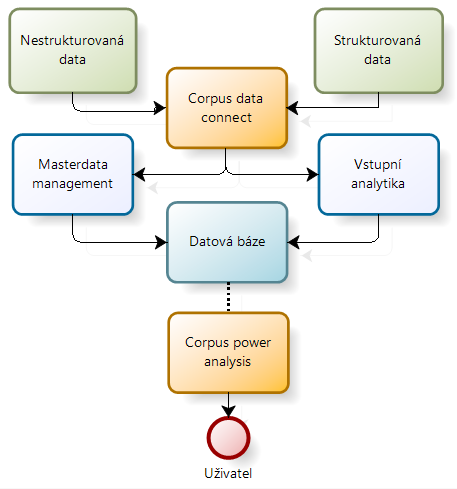 Nestrukturovaná
data
Strukturovaná
data
Corpus data
connect
Masterdata
management
Vstupní
analytika
Datová báze
Corpus power
analysis
Uživatel